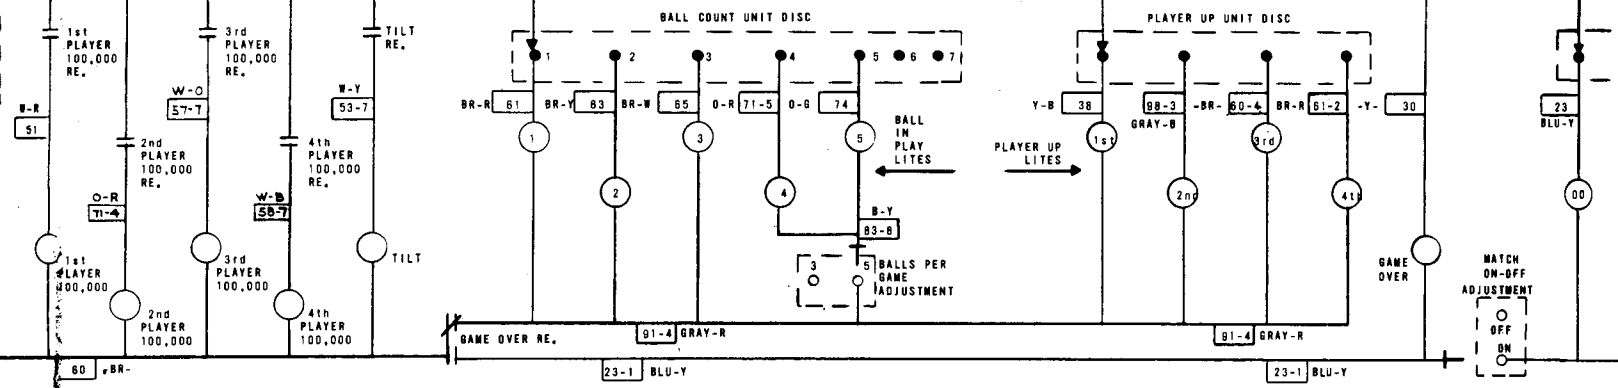 1st
PLAYER
100,000
RE.
W-R
51
2nd
PLAYER
100,000
RE.
O-R
71-4
3rd
PLAYER
100,000
RE.
W-O
57-7
4th
PLAYER
100,000
RE.
W-B
58-7
TILT
RE.
W-Y
53-7
1st
PLAYER
100,000
2nd
PLAYER
100,000
3rd
PLAYER
100,000
4th
PLAYER
100,000
TILT
60 BR-
BALL COUNT UNIT DISC
1 2 3 4 5 6 7
BR-R 61 BR-Y 63 BR-W 65 O-R 71-5 O-G 74
1
2
3
4
5
BALL
IN
PLAY
LITES
B-Y
83-8
3 5
BALLS PER
GAME
ADJUSTMENT
GAME OVER RE.
91-4 GRAY-R
23-1 BLU-Y
PLAYER UP UNIT DISC
Y-B 38 98-3 -BR- 60-4 BR-R 61-2 -Y- 30
GRAY-B
1st
2nd
3rd
4th
PLAYER UP
LITES
91-4 GRAY-R
23-1 BLU-Y
GAME
OVER
MATCH
ON-OFF
ADJUSTMENT
OFF
ON
23
BLU-Y
00